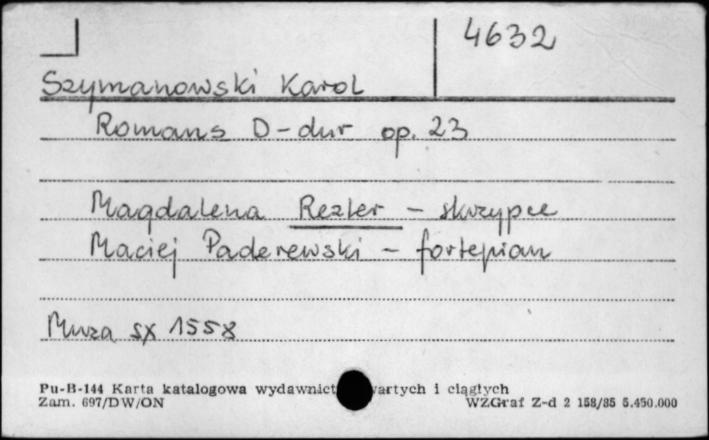 4632
Szymanowski Karol
Romans D-dur op. 23
Magdalena Rezler - skrzypce
Maciej Paderewski - fortepian
Muza SX 1558
Pu-B-144 Karta katalogowa wydawnict wartych i ciągłych
Zam. 697/DW/ON WZGraf Z-d 2 158/85 5.450.000